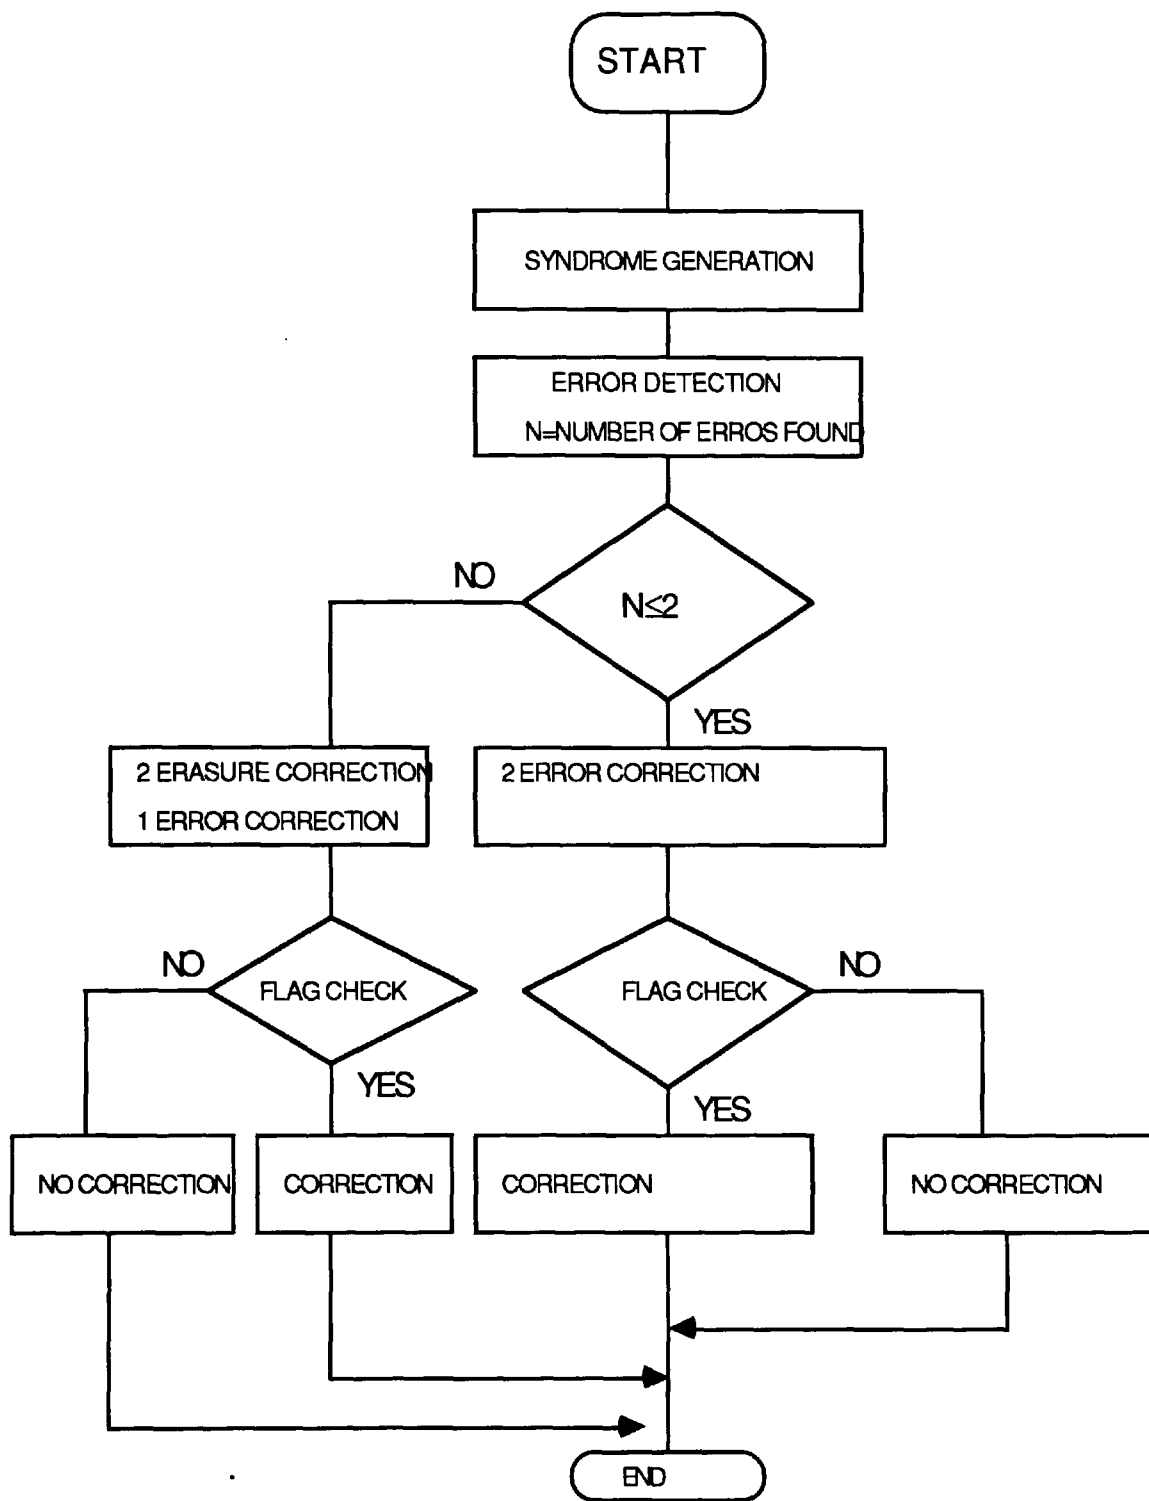 START
SYNDROME GENERATION
ERROR DETECTION
N=NUMBER OF ERROS FOUND
NO
N≤2
YES
2 ERASURE CORRECTION
1 ERROR CORRECTION
2 ERROR CORRECTION
NO
FLAG CHECK
YES
FLAG CHECK
NO
YES
NO CORRECTION
CORRECTION
CORRECTION
NO CORRECTION
END